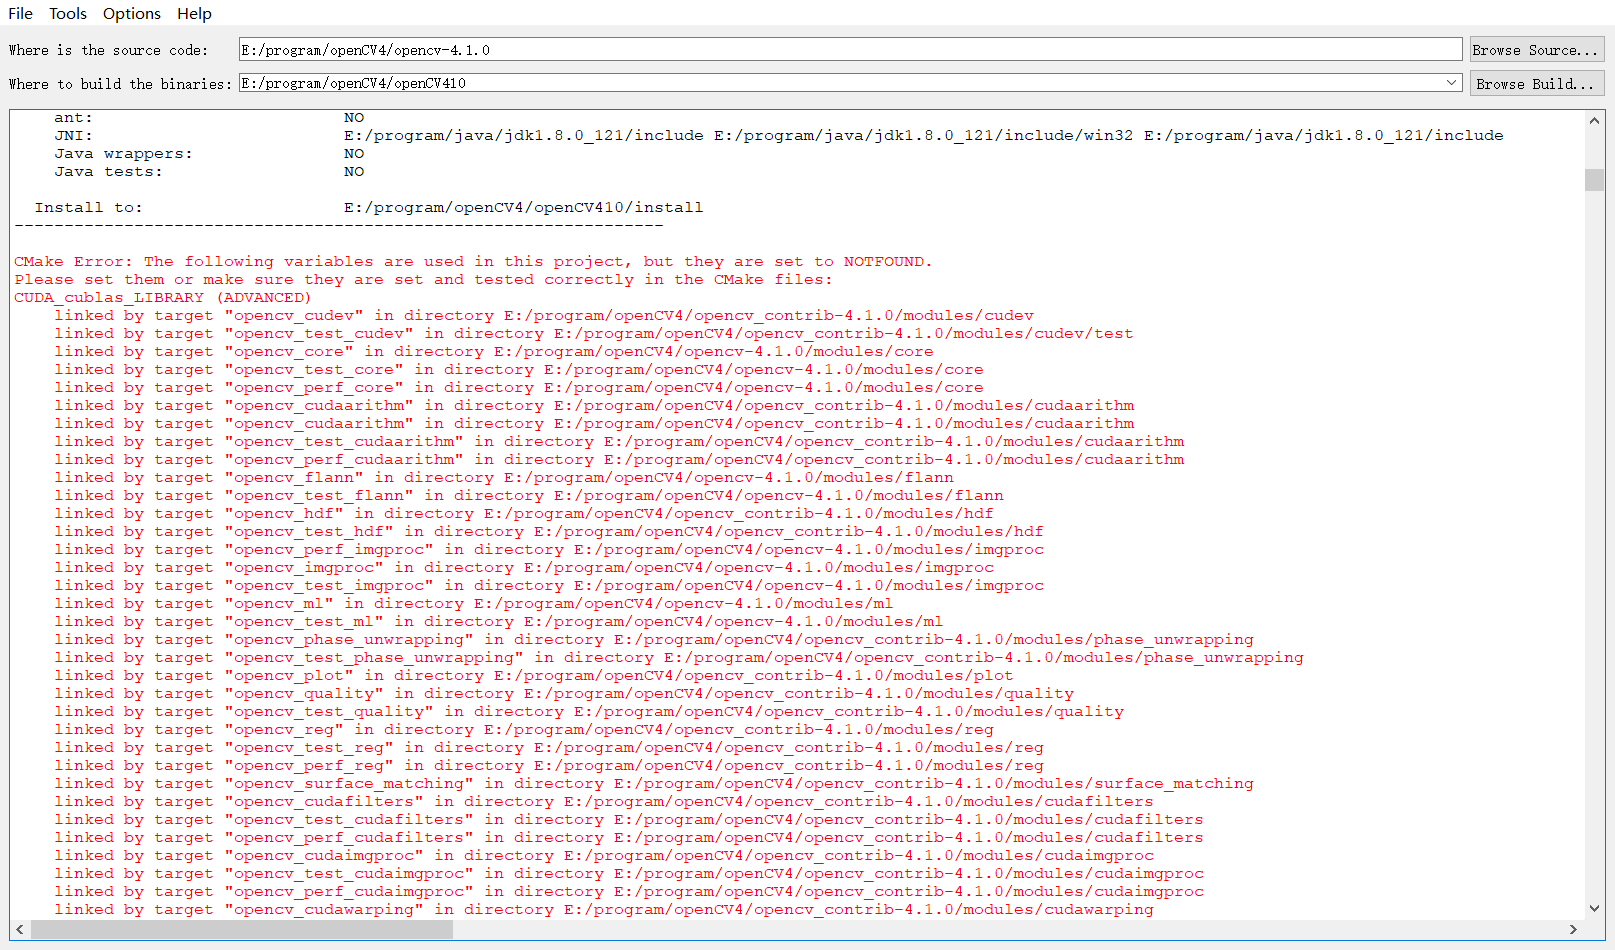 File Tools Options Help
Where is the source code: E:/program/openCV4/opencv-4.1.0 Browse Source...
Where to build the binaries: E:/program/openCV4/openCV410 Browse Build...
ant: NO
JNI: E:/program/java/jdk1.8.0_121/include E:/program/java/jdk1.8.0_121/include/win32 E:/program/java/jdk1.8.0_121/include
Java wrappers: NO
Java tests: NO
Install to: E:/program/openCV4/openCV410/install
-----------------------------------------------------------------
CMake Error: The following variables are used in this project, but they are set to NOTFOUND.
Please set them or make sure they are set and tested correctly in the CMake files:
CUDA_cublas_LIBRARY (ADVANCED)
linked by target "opencv_cudev" in directory E:/program/openCV4/opencv_contrib-4.1.0/modules/cudev
linked by target "opencv_test_cudev" in directory E:/program/openCV4/opencv_contrib-4.1.0/modules/cudev/test
linked by target "opencv_core" in directory E:/program/openCV4/opencv-4.1.0/modules/core
linked by target "opencv_test_core" in directory E:/program/openCV4/opencv-4.1.0/modules/core
linked by target "opencv_perf_core" in directory E:/program/openCV4/opencv-4.1.0/modules/core
linked by target "opencv_cudaarithm" in directory E:/program/openCV4/opencv_contrib-4.1.0/modules/cudaarithm
linked by target "opencv_cudaarithm" in directory E:/program/openCV4/opencv_contrib-4.1.0/modules/cudaarithm
linked by target "opencv_test_cudaarithm" in directory E:/program/openCV4/opencv_contrib-4.1.0/modules/cudaarithm
linked by target "opencv_perf_cudaarithm" in directory E:/program/openCV4/opencv_contrib-4.1.0/modules/cudaarithm
linked by target "opencv_flann" in directory E:/program/openCV4/opencv-4.1.0/modules/flann
linked by target "opencv_test_flann" in directory E:/program/openCV4/opencv-4.1.0/modules/flann
linked by target "opencv_hdf" in directory E:/program/openCV4/opencv_contrib-4.1.0/modules/hdf
linked by target "opencv_test_hdf" in directory E:/program/openCV4/opencv_contrib-4.1.0/modules/hdf
linked by target "opencv_perf_imgproc" in directory E:/program/openCV4/opencv-4.1.0/modules/imgproc
linked by target "opencv_imgproc" in directory E:/program/openCV4/opencv-4.1.0/modules/imgproc
linked by target "opencv_test_imgproc" in directory E:/program/openCV4/opencv-4.1.0/modules/imgproc
linked by target "opencv_ml" in directory E:/program/openCV4/opencv-4.1.0/modules/ml
linked by target "opencv_test_ml" in directory E:/program/openCV4/opencv-4.1.0/modules/ml
linked by target "opencv_phase_unwrapping" in directory E:/program/openCV4/opencv_contrib-4.1.0/modules/phase_unwrapping
linked by target "opencv_test_phase_unwrapping" in directory E:/program/openCV4/opencv_contrib-4.1.0/modules/phase_unwrapping
linked by target "opencv_plot" in directory E:/program/openCV4/opencv_contrib-4.1.0/modules/plot
linked by target "opencv_quality" in directory E:/program/openCV4/opencv_contrib-4.1.0/modules/quality
linked by target "opencv_test_quality" in directory E:/program/openCV4/opencv_contrib-4.1.0/modules/quality
linked by target "opencv_reg" in directory E:/program/openCV4/opencv_contrib-4.1.0/modules/reg
linked by target "opencv_test_reg" in directory E:/program/openCV4/opencv_contrib-4.1.0/modules/reg
linked by target "opencv_perf_reg" in directory E:/program/openCV4/opencv_contrib-4.1.0/modules/reg
linked by target "opencv_surface_matching" in directory E:/program/openCV4/opencv_contrib-4.1.0/modules/surface_matching
linked by target "opencv_cudafilters" in directory E:/program/openCV4/opencv_contrib-4.1.0/modules/cudafilters
linked by target "opencv_test_cudafilters" in directory E:/program/openCV4/opencv_contrib-4.1.0/modules/cudafilters
linked by target "opencv_perf_cudafilters" in directory E:/program/openCV4/opencv_contrib-4.1.0/modules/cudafilters
linked by target "opencv_cudaimgproc" in directory E:/program/openCV4/opencv_contrib-4.1.0/modules/cudaimgproc
linked by target "opencv_test_cudaimgproc" in directory E:/program/openCV4/opencv_contrib-4.1.0/modules/cudaimgproc
linked by target "opencv_perf_cudaimgproc" in directory E:/program/openCV4/opencv_contrib-4.1.0/modules/cudaimgproc
linked by target "opencv_cudawarping" in directory E:/program/openCV4/opencv_contrib-4.1.0/modules/cudawarping